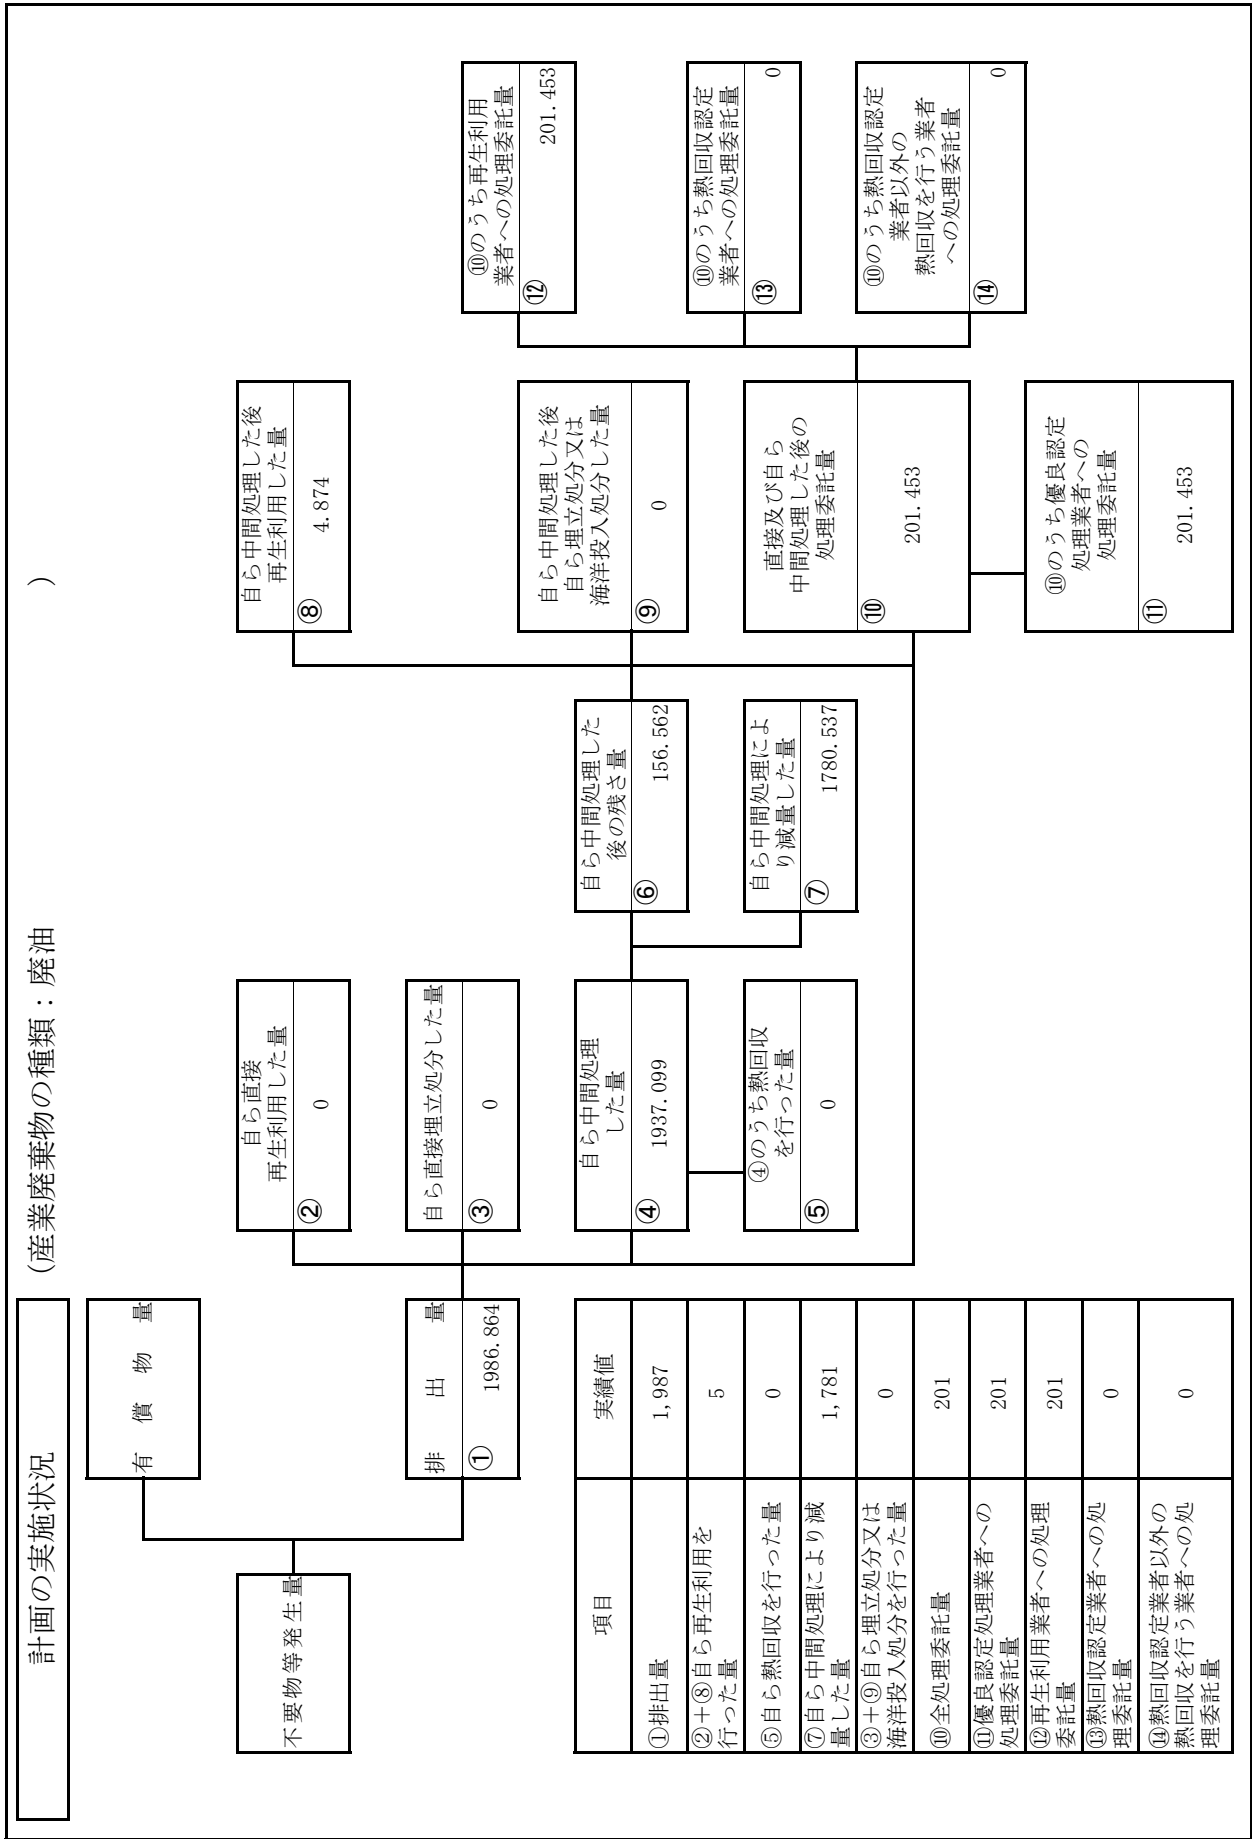 計画の実施状況
(産業廃棄物の種類：廃油
)
不要物等発生量
有　償　物　量
排　出　量
①
1986.864
自ら直接
再生利用した量
②
0
自ら直接埋立処分した量
③
0
自ら中間処理
した量
④
1937.099
④のうち熱回収
を行った量
⑤
0
自ら中間処理した
後の残さ量
⑥
156.562
自ら中間処理によ
り減量した量
⑦
1780.537
自ら中間処理した後
再生利用した量
⑧
4.874
自ら中間処理した後
自ら埋立処分又は
海洋投入処分した量
⑨
0
直接及び自ら
中間処理した後の
処理委託量
⑩
201.453
⑩のうち優良認定
処理業者への
処理委託量
⑪
201.453
⑩のうち再生利用
業者への処理委託量
⑫
201.453
⑩のうち熱回収認定
業者への処理委託量
⑬
0
⑩のうち熱回収認定
業者以外の
熱回収を行う業者
への処理委託量
⑭
0
項目
実績値
①排出量
1,987
②＋⑧自ら再生利用を
行った量
5
⑤自ら熱回収を行った量
0
⑦自ら中間処理により減
量した量
1,781
③＋⑨自ら埋立処分又は
海洋投入処分を行った量
0
⑩全処理委託量
201
⑪優良認定処理業者への
処理委託量
201
⑫再生利用業者への処理
委託量
201
⑬熱回収認定業者への処
理委託量
0
⑭熱回収認定業者以外の
熱回収を行う業者への処
理委託量
0